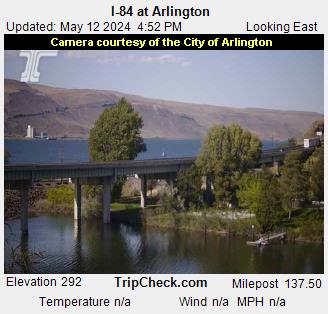 I-84 at Arlington
Updated: May 12 2024 4:52 PM Looking East
Camera courtesy of the City of Arlington
Elevation 292 TripCheck.com Milepost 137.50
Temperature n/a Wind n/a MPH n/a